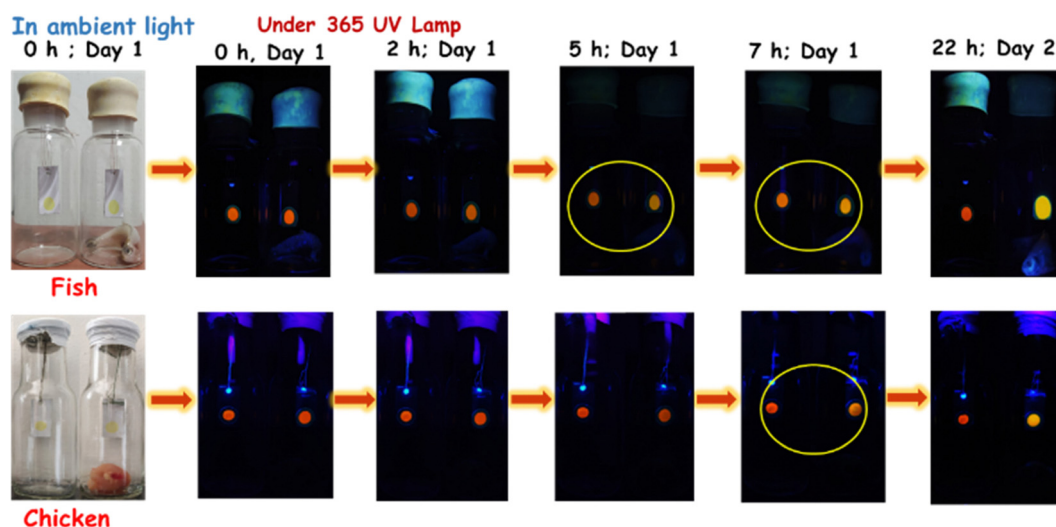 In ambient light
Under 365 UV Lamp
0 h ; Day 1
0 h, Day 1
2 h; Day 1
5 h; Day 1
7 h; Day 1
22 h; Day 2
Fish
Chicken